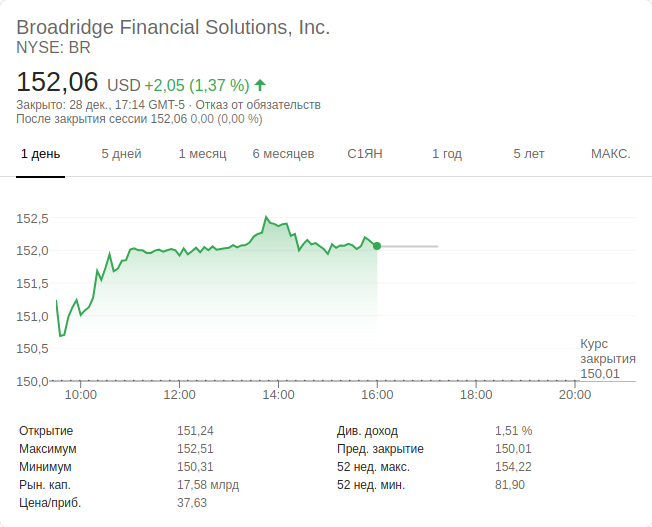 Broadridge Financial Solutions, Inc.
NYSE: BR
152,06 USD +2,05 (1,37 %)
Закрыто: 28 дек., 17:14 GMT-5 · Отказ от обязательств
После закрытия сессии 152,06 0,00 (0,00 %)
1 день 5 дней 1 месяц 6 месяцев С1ЯН 1 год 5 лет МАКС.
152,5
152,0
151,5
151,0
150,5
150,0
Курс
закрытия
150,01
10:00 12:00 14:00 16:00 18:00 20:00
Открытие 151,24 Див. доход 1,51 %
Максимум 152,51 Пред. закрытие 150,01
Минимум 150,31 52 нед. макс. 154,22
Рын. кап. 17,58 млрд 52 нед. мин. 81,90
Цена/приб. 37,63